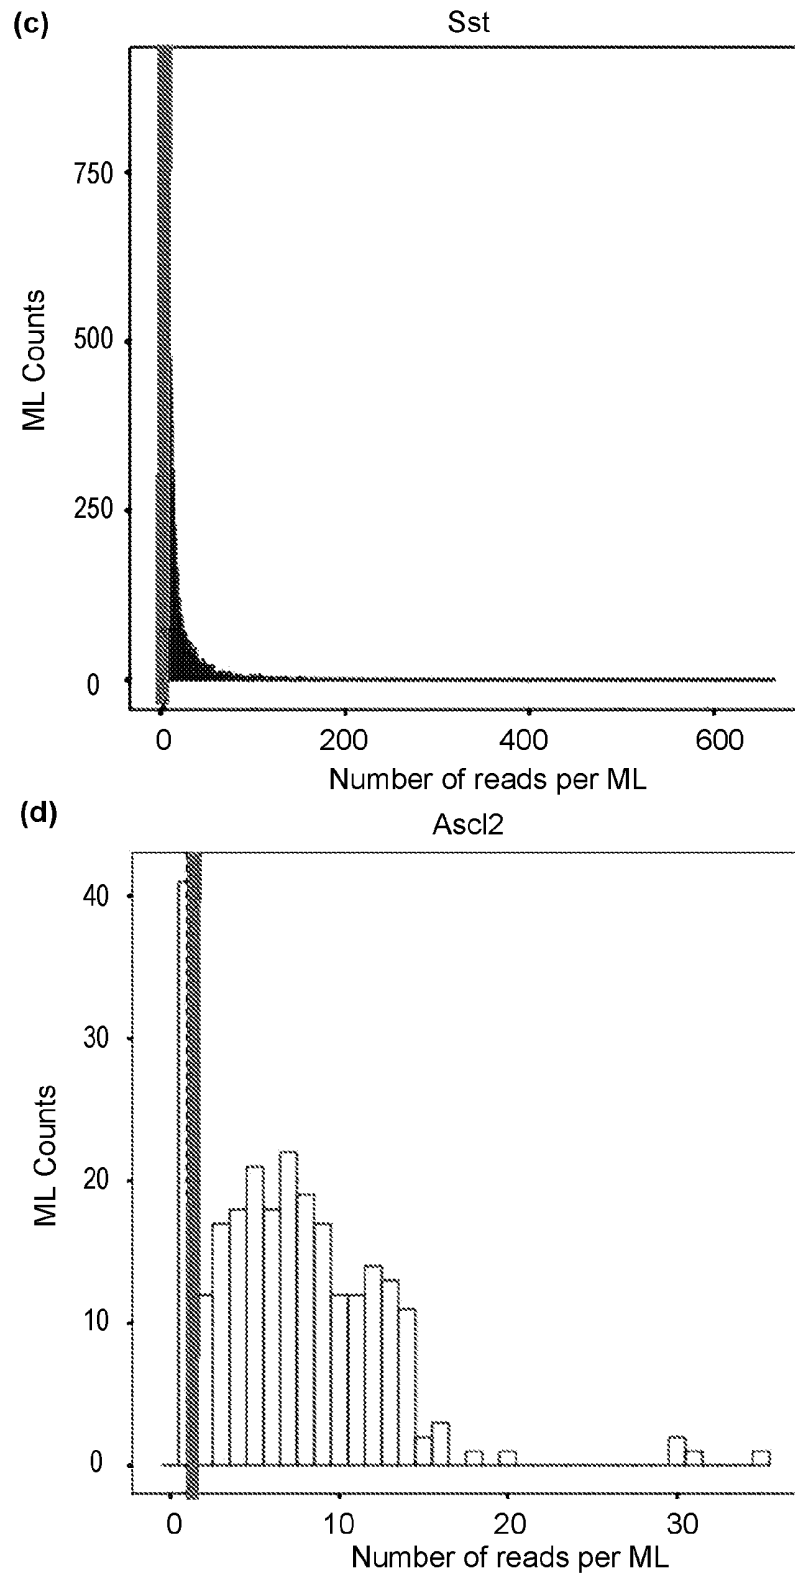 (c)
Sst
750
500
250
0
ML Counts
0 200 400 600
Number of reads per ML
(d)
Ascl2
40
30
20
10
0
ML Counts
0 10 20 30
Number of reads per ML